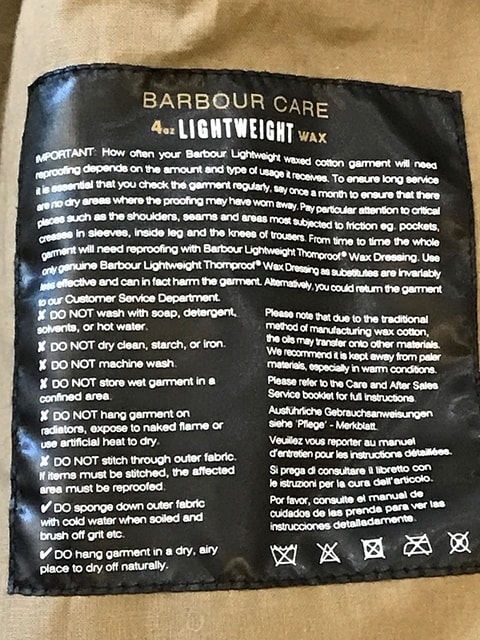 BARBOUR CARE
4oz LIGHTWEIGHT WAX
IMPORTANT: How often your Barbour Lightweight waxed cotton garment will need
reproofing depends on the amount and type of usage it receives. To ensure long service
it is essential that you check the garment regularly, say once a month to ensure that there
are no dry areas where the proofing may have worn away. Pay particular attention to critical
places such as the shoulders, seams and areas most subjected to friction eg. pockets,
creases in sleeves, inside leg and the knees of trousers. From time to time the whole
garment will need reproofing with Barbour Lightweight Thornproof® Wax Dressing. Use
only genuine Barbour Lightweight Thornproof® Wax Dressing as substitutes are invariably
less effective and can in fact harm the garment. Alternatively, you could return the garment
to our Customer Service Department.
✗ DO NOT wash with soap, detergent,
solvents, or hot water.
✗ DO NOT dry clean, starch, or iron.
✗ DO NOT machine wash.
✗ DO NOT store wet garment in a
confined area.
✗ DO NOT hang garment on
radiators, expose to naked flame or
use artificial heat to dry.
✗ DO NOT stitch through outer fabric.
If items must be stitched, the affected
area must be reproofed.
✔ DO sponge down outer fabric
with cold water when soiled and
brush off grit etc.
✔ DO hang garment in a dry, airy
place to dry off naturally.
Please note that due to the traditional
method of manufacturing wax cotton,
the oils may transfer onto other materials.
We recommend it is kept away from paler
materials, especially in warm conditions.
Please refer to the Care and After Sales
Service booklet for full instructions.
Ausführliche Gebrauchsanweisungen
siehe 'Pflege' - Merkblatt.
Veuillez vous reporter au manuel
d'entretien pour les instructions détaillées.
Si prega di consultare il libretto con
le istruzioni per la cura dell'articolo.
Por favor, consulte el manual de
cuidados de las prenda para ver las
instrucciones detalladamente.